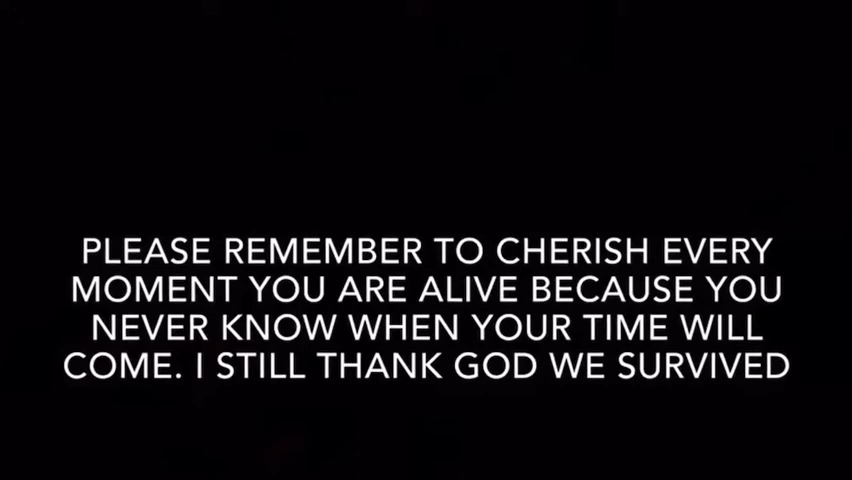 PLEASE REMEMBER TO CHERISH EVERY
MOMENT YOU ARE ALIVE BECAUSE YOU
NEVER KNOW WHEN YOUR TIME WILL
COME. I STILL THANK GOD WE SURVIVED